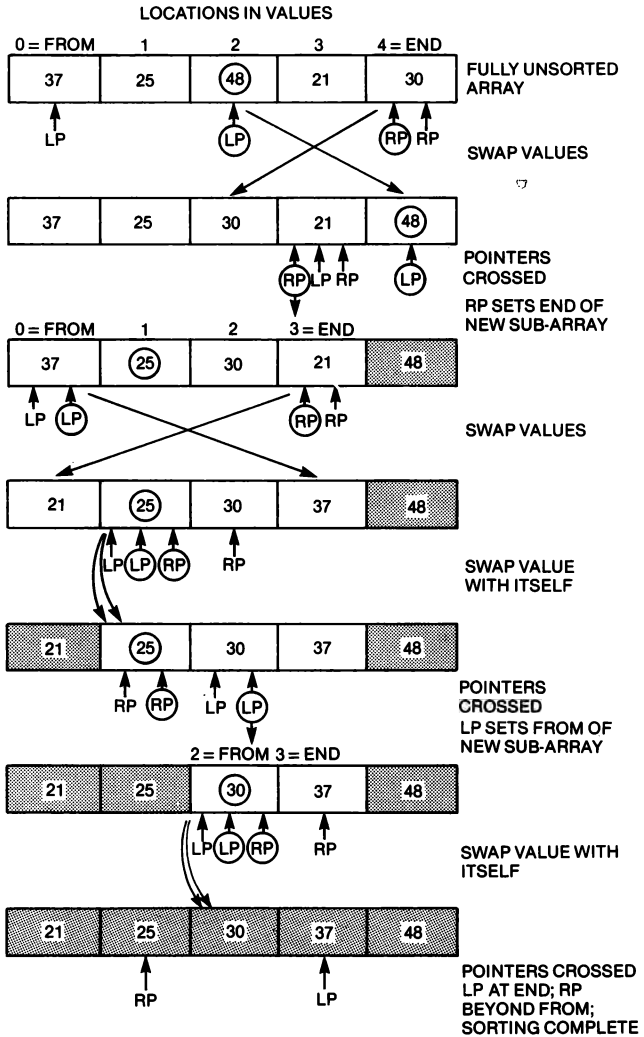 LOCATIONS IN VALUES
0 = FROM 1 2 3 4 = END
37 25 48 21 30
FULLY UNSORTED
ARRAY
LP LP RP RP
SWAP VALUES
37 25 30 21 48
RP LP RP LP
POINTERS
CROSSED
RP SETS END OF
NEW SUB-ARRAY
0 = FROM 1 2 3 = END
37 25 30 21 48
LP LP RP RP
SWAP VALUES
21 25 30 37 48
LP LP RP RP
SWAP VALUE
WITH ITSELF
21 25 30 37 48
RP RP LP LP
POINTERS
CROSSED
LP SETS FROM OF
NEW SUB-ARRAY
2 = FROM 3 = END
21 25 30 37 48
LP LP RP RP
SWAP VALUE WITH
ITSELF
21 25 30 37 48
RP LP
POINTERS CROSSED
LP AT END; RP
BEYOND FROM;
SORTING COMPLETE